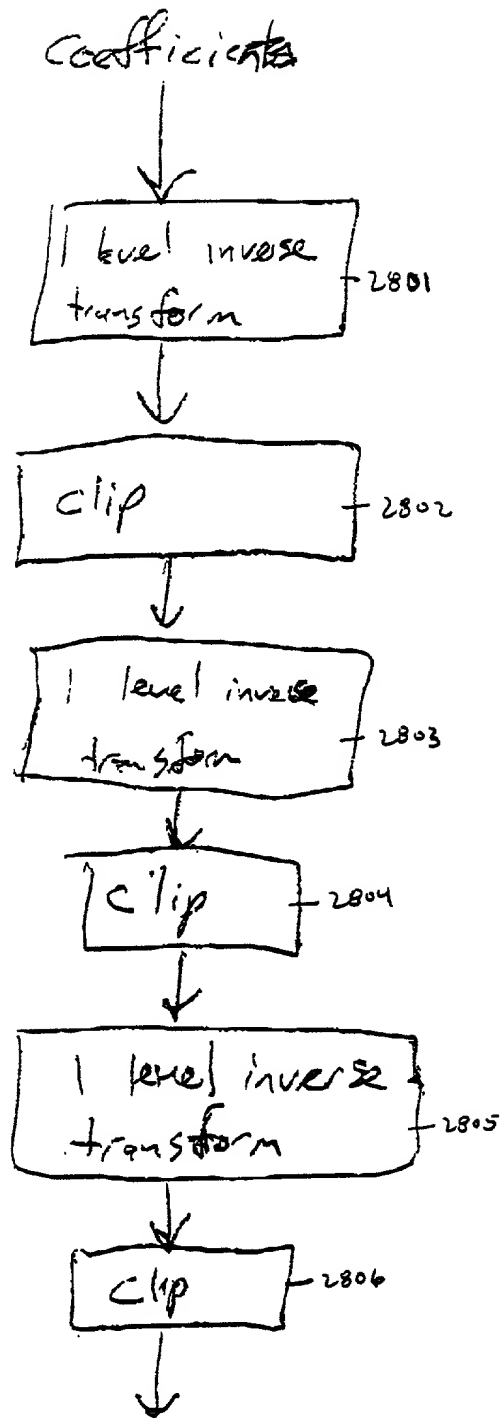 Coefficients
1 level inverse
transform
2801
clip
2802
1 level inverse
transform
2803
clip
2804
1 level inverse
transform
2805
clip
2806